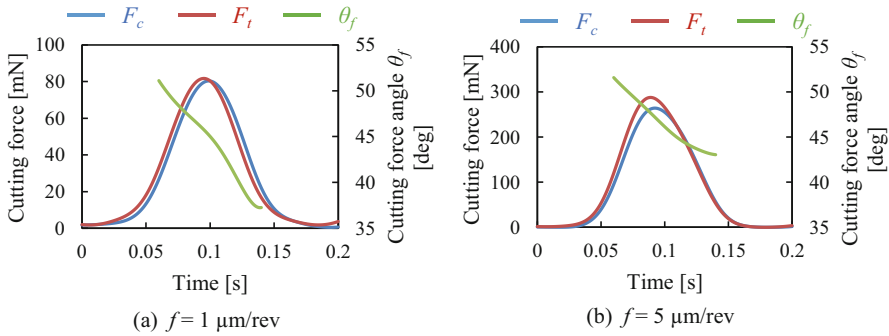 F_c F_t θ_f
F_c F_t θ_f
Cutting force [mN]
100
80
60
40
20
0
55
50
45
40
35
Cutting force angle θ_f
[deg]
0 0.05 0.1 0.15 0.2
Time [s]
(a) f = 1 μm/rev
Cutting force [mN]
400
300
200
100
0
55
50
45
40
35
Cutting force angle θ_f
[deg]
0 0.05 0.1 0.15 0.2
Time [s]
(b) f = 5 μm/rev